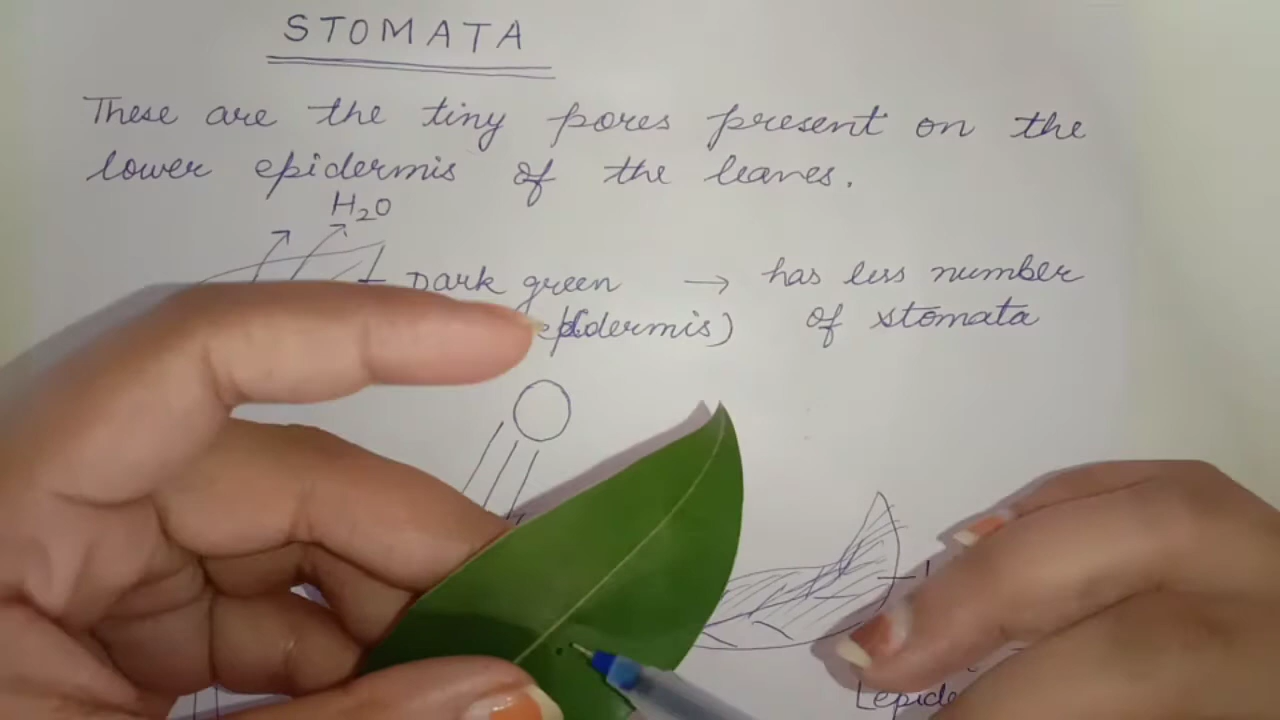 STOMATA
These are the tiny pores present on the
lower epidermis of the leaves.
H2O
Dark green → has less number
epidermis) of stomata